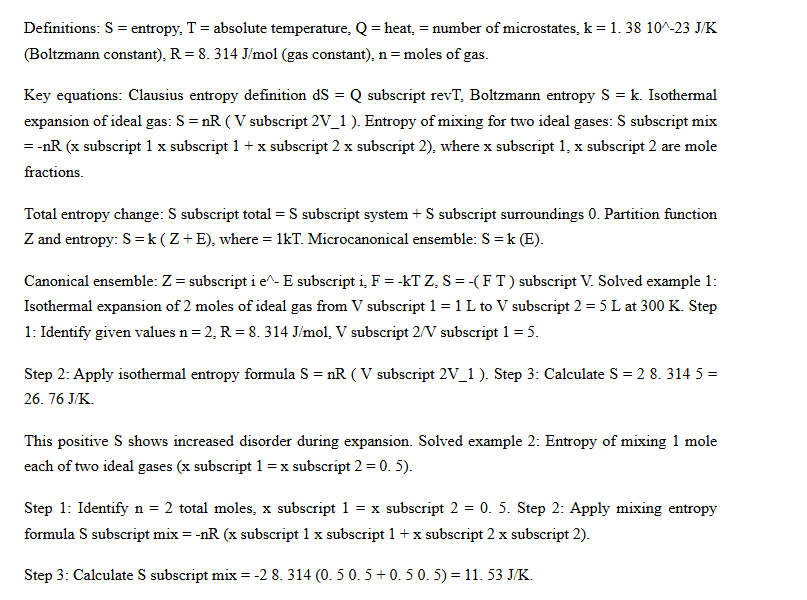 Definitions: S = entropy, T = absolute temperature, Q = heat, = number of microstates, k = 1. 38 10^-23 J/K
(Boltzmann constant), R = 8. 314 J/mol (gas constant), n = moles of gas.
Key equations: Clausius entropy definition dS = Q subscript revT, Boltzmann entropy S = k. Isothermal
expansion of ideal gas: S = nR ( V subscript 2V_1 ). Entropy of mixing for two ideal gases: S subscript mix
= -nR (x subscript 1 x subscript 1 + x subscript 2 x subscript 2), where x subscript 1, x subscript 2 are mole
fractions.
Total entropy change: S subscript total = S subscript system + S subscript surroundings 0. Partition function
Z and entropy: S = k ( Z + E), where = 1kT. Microcanonical ensemble: S = k (E).
Canonical ensemble: Z = subscript i e^- E subscript i, F = -kT Z, S = -( F T ) subscript V. Solved example 1:
Isothermal expansion of 2 moles of ideal gas from V subscript 1 = 1 L to V subscript 2 = 5 L at 300 K. Step
1: Identify given values n = 2, R = 8. 314 J/mol, V subscript 2/V subscript 1 = 5.
Step 2: Apply isothermal entropy formula S = nR ( V subscript 2V_1 ). Step 3: Calculate S = 2 8. 314 5 =
26. 76 J/K.
This positive S shows increased disorder during expansion. Solved example 2: Entropy of mixing 1 mole
each of two ideal gases (x subscript 1 = x subscript 2 = 0. 5).
Step 1: Identify n = 2 total moles, x subscript 1 = x subscript 2 = 0. 5. Step 2: Apply mixing entropy
formula S subscript mix = -nR (x subscript 1 x subscript 1 + x subscript 2 x subscript 2).
Step 3: Calculate S subscript mix = -2 8. 314 (0. 5 0. 5 + 0. 5 0. 5) = 11. 53 J/K.